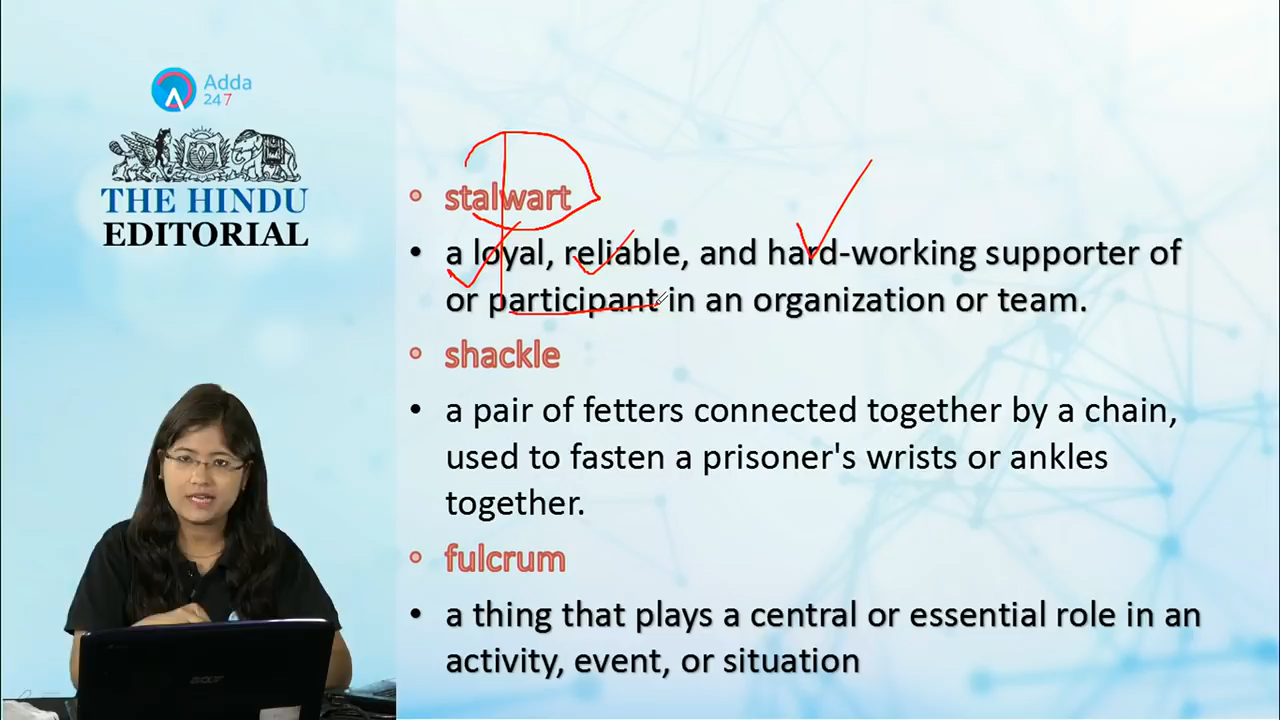 Adda
247
THE HINDU
EDITORIAL
• stalwart
• a loyal, reliable, and hard-working supporter of
or participant in an organization or team.
• shackle
• a pair of fetters connected together by a chain,
used to fasten a prisoner's wrists or ankles
together.
• fulcrum
• a thing that plays a central or essential role in an
activity, event, or situation
acer